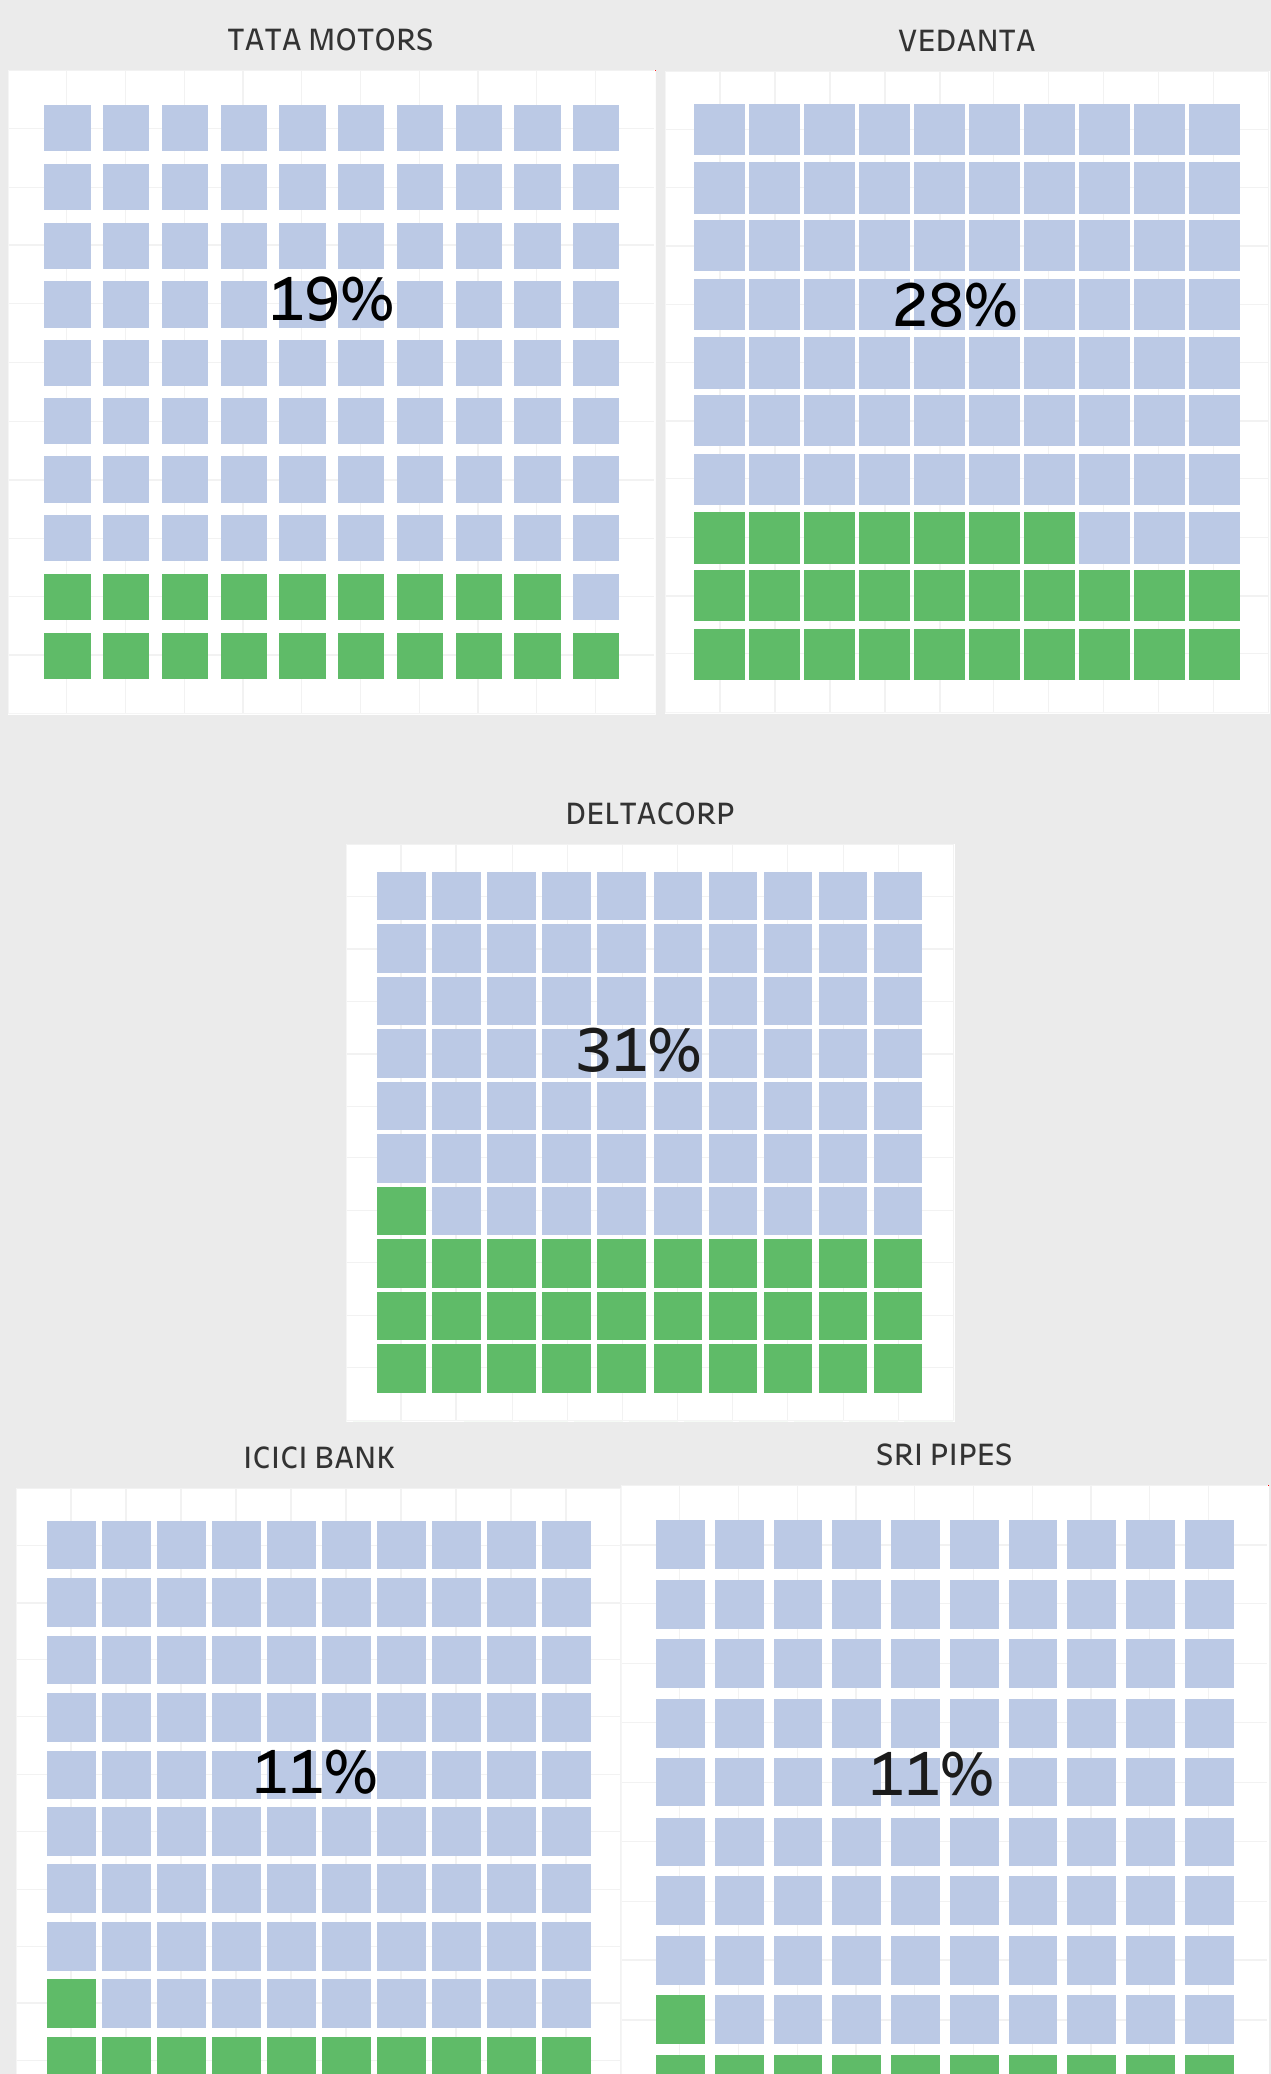 TATA MOTORS
VEDANTA
19%
28%
DELTACORP
31%
ICICI BANK
SRI PIPES
11%
11%